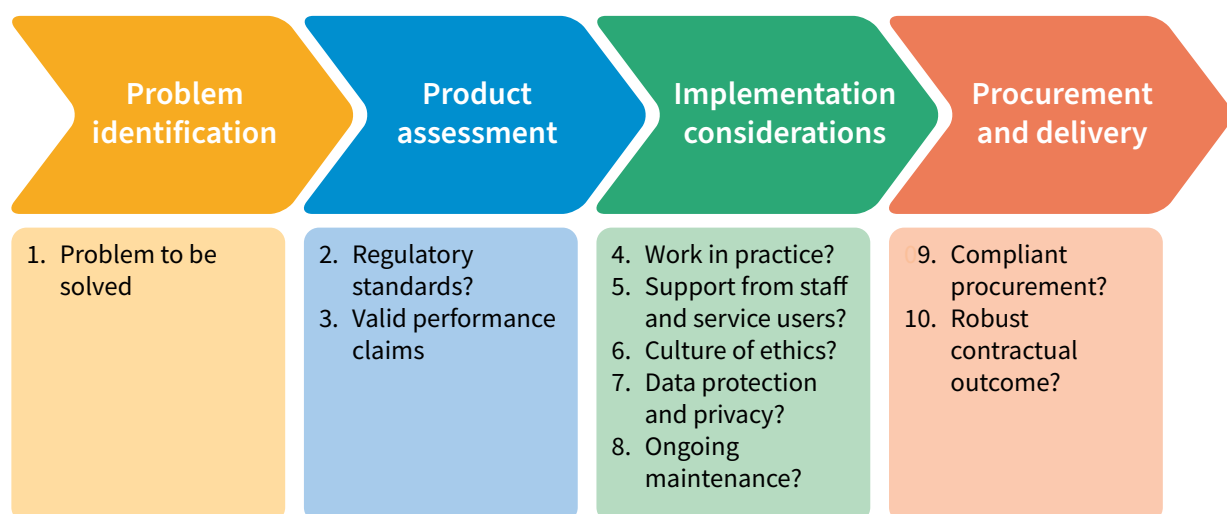 Problem
identification
Product
assessment
Implementation
considerations
Procurement
and delivery
1. Problem to be
solved
2. Regulatory
standards?
3. Valid performance
claims
4. Work in practice?
5. Support from staff
and service users?
6. Culture of ethics?
7. Data protection
and privacy?
8. Ongoing
maintenance?
09. Compliant
procurement?
10. Robust
contractual
outcome?